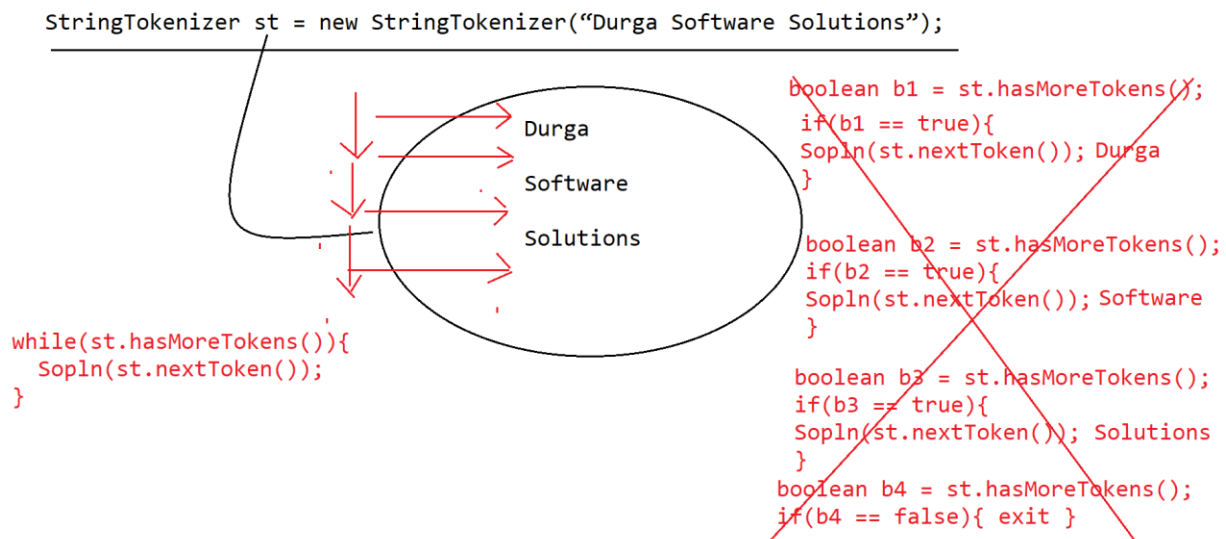 StringTokenizer st = new StringTokenizer(“Durga Software Solutions”);
Durga
Software
Solutions
while(st.hasMoreTokens()){
Sopln(st.nextToken());
}
boolean b1 = st.hasMoreTokens();
if(b1 == true){
Sopln(st.nextToken()); Durga
}
boolean b2 = st.hasMoreTokens();
if(b2 == true){
Sopln(st.nextToken()); Software
}
boolean b3 = st.hasMoreTokens();
if(b3 == true){
Sopln(st.nextToken()); Solutions
}
boolean b4 = st.hasMoreTokens();
if(b4 == false){ exit }